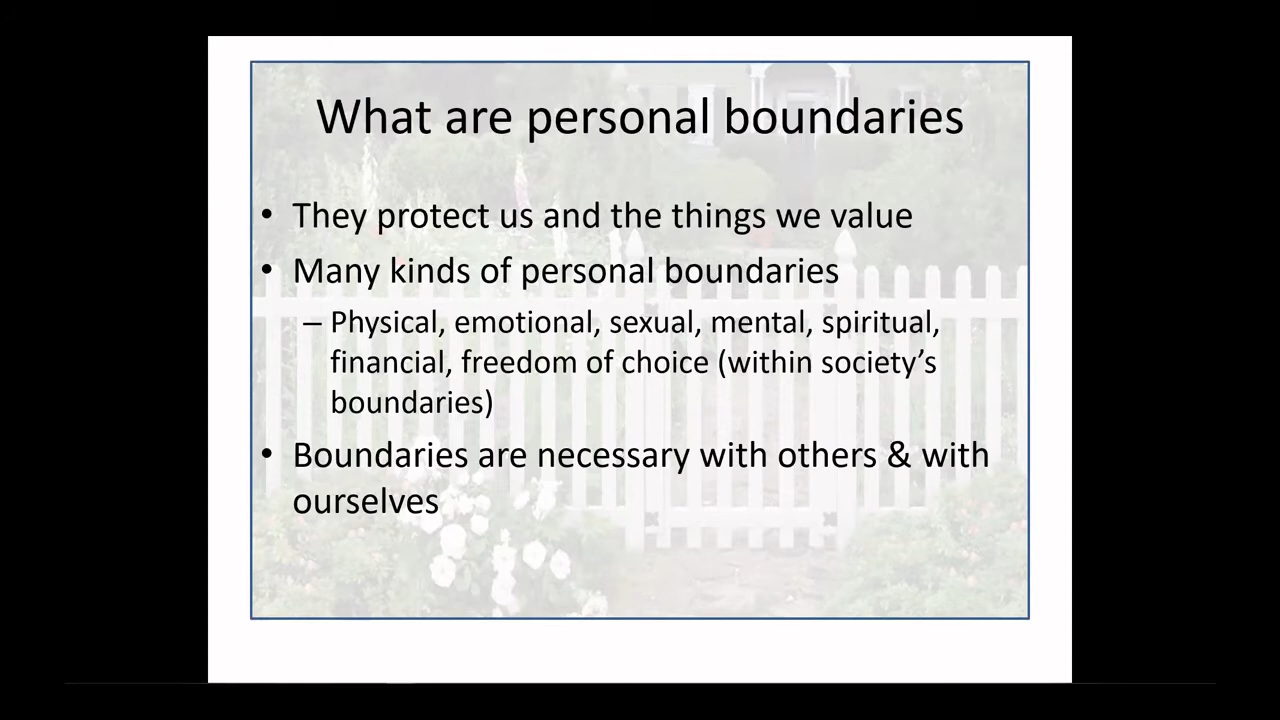 What are personal boundaries
• They protect us and the things we value
• Many kinds of personal boundaries
– Physical, emotional, sexual, mental, spiritual,
financial, freedom of choice (within society’s
boundaries)
• Boundaries are necessary with others & with
ourselves